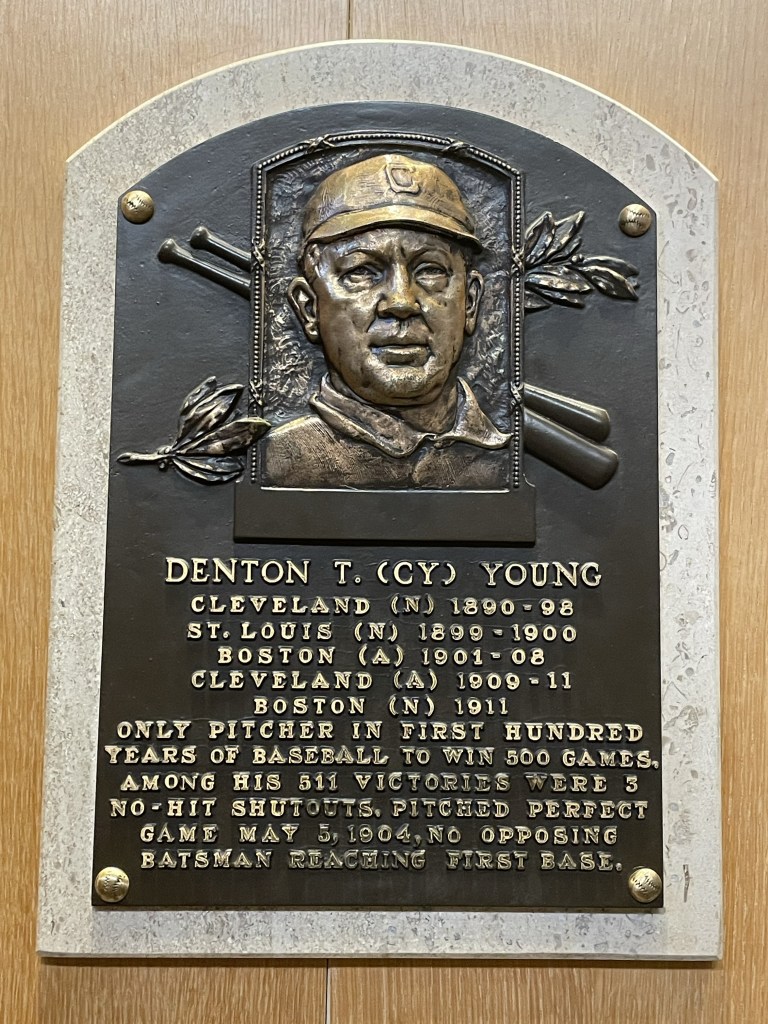 C
DENTON T. (CY) YOUNG
CLEVELAND (N) 1890-98
ST. LOUIS (N) 1899-1900
BOSTON (A) 1901-08
CLEVELAND (A) 1909-11
BOSTON (N) 1911
ONLY PITCHER IN FIRST HUNDRED
YEARS OF BASEBALL TO WIN 500 GAMES.
AMONG HIS 511 VICTORIES WERE 3
NO-HIT SHUTOUTS. PITCHED PERFECT
GAME MAY 5, 1904, NO OPPOSING
BATSMAN REACHING FIRST BASE.